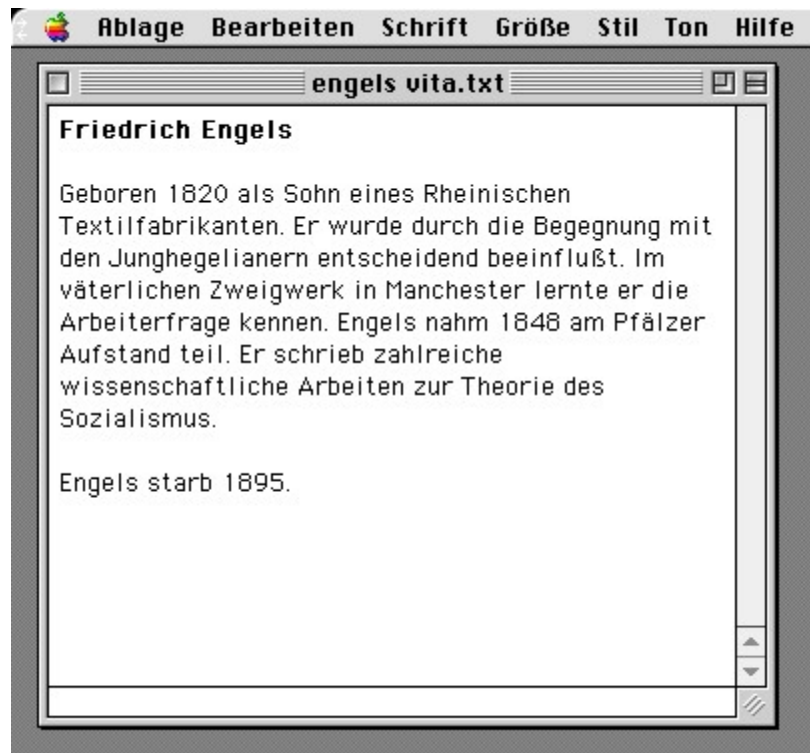 Ablage Bearbeiten Schrift Größe Stil Ton Hilfe
engels vita.txt
Friedrich Engels
Geboren 1820 als Sohn eines Rheinischen
Textilfabrikanten. Er wurde durch die Begegnung mit
den Junghegelianern entscheidend beeinflußt. Im
väterlichen Zweigwerk in Manchester lernte er die
Arbeiterfrage kennen. Engels nahm 1848 am Pfälzer
Aufstand teil. Er schrieb zahlreiche
wissenschaftliche Arbeiten zur Theorie des
Sozialismus.
Engels starb 1895.